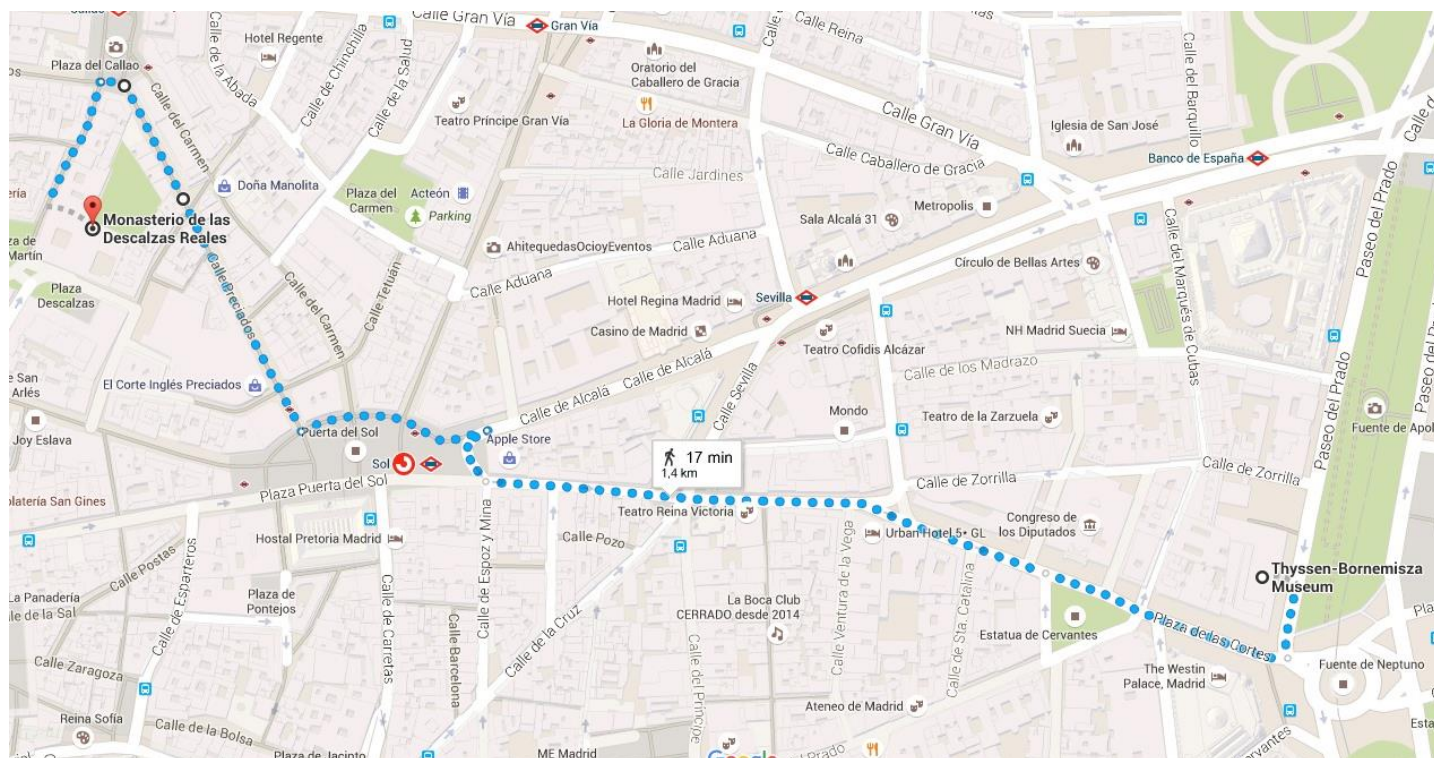 Callao
Calle Gran Vía
Gran Vía
Calle Reina
Hotel Regente
Plaza del Callao
Calle de la Abada
Calle de Chinchilla
Calle de la Salud
Oratorio del
Caballero de Gracia
Teatro Príncipe Gran Vía
La Gloria de Montera
Calle Gran Vía
Calle del Barquillo
Iglesia de San José
Banco de España
Calle Caballero de Gracia
Calle del Carmen
Calle Jardines
Doña Manolita
Plaza del
Carmen
Acteón
Parking
Metropolis
Sala Alcalá 31
Monasterio de las
Descalzas Reales
AhitequedasOcioyEventos
Calle Aduana
Círculo de Bellas Artes
Paseo del Prado
Plaza
Descalzas
Calle Preciados
Calle del Carmen
Calle Tetuán
Calle Aduana
Hotel Regina Madrid
Sevilla
Casino de Madrid
Teatro Cofidis Alcázar
NH Madrid Suecia
Calle del Marqués de Cubas
Calle de los Madrazo
El Corte Inglés Preciados
Calle de Alcalá
Calle de Alcalá
Calle Sevilla
Mondo
Teatro de la Zarzuela
Paseo del Prado
Joy Eslava
Puerta del Sol
Apple Store
Sol
17 min
1,4 km
Calle de Zorrilla
Calle de Zorrilla
Plaza Puerta del Sol
Teatro Reina Victoria
Urban Hotel 5* GL
Congreso de
los Diputados
Hostal Pretoria Madrid
Calle de Espoz y Mina
Calle Pozo
Calle Postas
Calle de Esparteros
Plaza de
Pontejos
Calle de Carretas
Calle Barcelona
Calle de la Cruz
La Boca Club
CERRADO desde 2014
Calle Ventura de la Vega
Calle de Sta. Catalina
Estatua de Cervantes
Thyssen-Bornemisza
Museum
Plaza de las Cortes
Calle Zaragoza
The Westin
Palace, Madrid
Fuente de Neptuno
Calle del Príncipe
Ateneo de Madrid
Reina Sofía
Calle de la Bolsa
Plaza de Jacinto
ME Madrid
Google